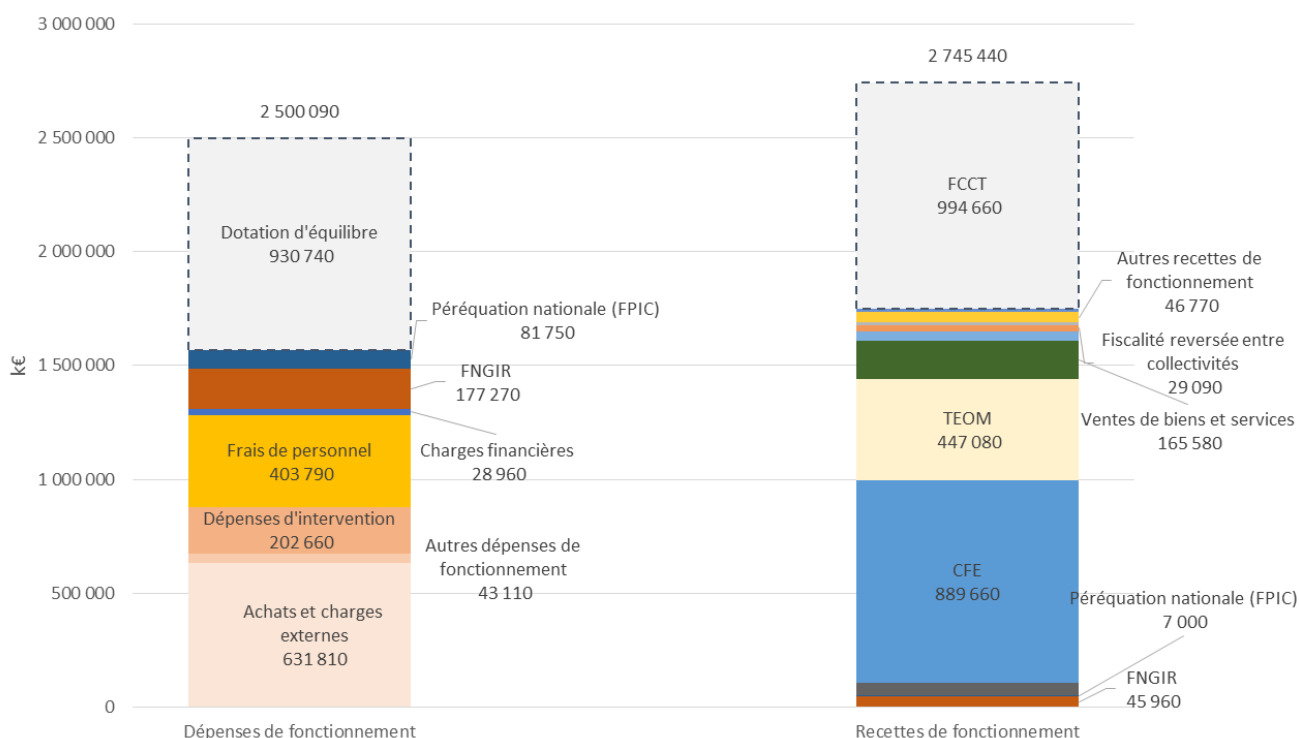 3 000 000
2 500 000
2 000 000
1 500 000
1 000 000
500 000
0
k€
2 500 090
Dotation d'équilibre
930 740
Péréquation nationale (FPIC)
81 750
FNGIR
177 270
Charges financières
28 960
Frais de personnel
403 790
Dépenses d'intervention
202 660
Autres dépenses de
fonctionnement
43 110
Achats et charges
externes
631 810
Dépenses de fonctionnement
2 745 440
FCCT
994 660
Autres recettes de
fonctionnement
46 770
Fiscalité reversée entre
collectivités
29 090
Ventes de biens et services
165 580
TEOM
447 080
CFE
889 660
Péréquation nationale (FPIC)
7 000
FNGIR
45 960
Recettes de fonctionnement